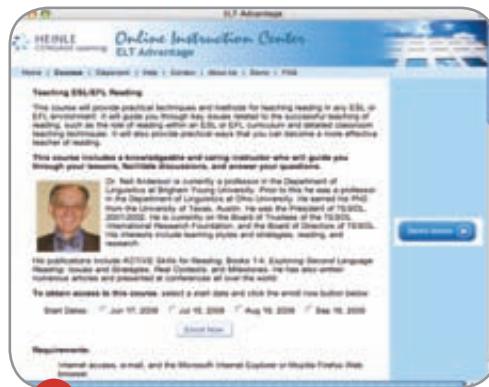 ELT Advantage
HEINLE
CENGAGE Learning
Online Instruction Center
ELT Advantage
Home | Courses | Classroom | Help | Contact | About Us | Demo | FAQ
Teaching ESL/EFL Reading
This course will provide practical techniques and methods for teaching reading in any ESL or
EFL environment. It will guide you through key issues related to the successful teaching of
reading, such as the role of reading within an ESL or EFL curriculum and detailed classroom
teaching techniques. It will also provide practical ways that you can become a more effective
teacher of reading.
This course includes a knowledgeable and caring instructor who will guide you
through your lessons, facilitate discussions, and answer your questions.
Dr. Neil Anderson is currently a professor in the Department of
Linguistics at Brigham Young University. Prior to this he was a professor
in the Department of Linguistics at Ohio University. He earned his PhD
from the University of Texas, Austin. He was the President of TESOL,
2001-2002. He is currently on the Board of Trustees of the TESOL
International Research Foundation, and the Board of Directors of TESOL.
His interests include learning styles and strategies, reading, and
research.
His publications include ACTIVE Skills for Reading, Books 1-4, Exploring Second Language
Reading: Issues and Strategies, Real Contexts, and Milestones. He has also written
numerous articles and presented at conferences all over the world.
To obtain access to this course, select a start date and click the enroll now button below:
Start Dates: Jun 17, 2009 Jul 15, 2009 Aug 19, 2009 Sep 16, 2009
Enroll Now
Requirements:
Internet access, e-mail, and the Microsoft Internet Explorer or Mozilla Firefox Web
browser.